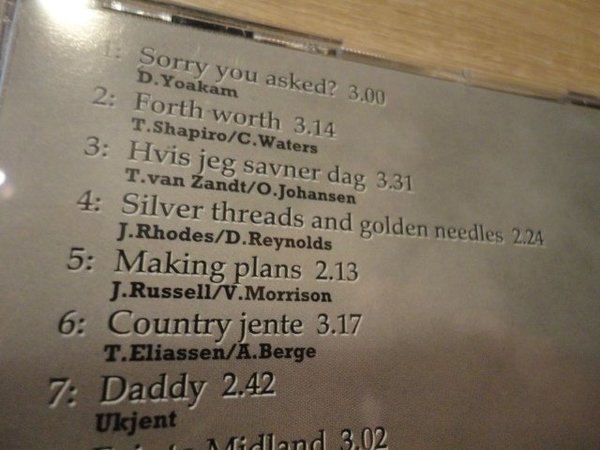 1: Sorry you asked? 3.00
D.Yoakam
2: Forth worth 3.14
T.Shapiro/C.Waters
3: Hvis jeg savner dag 3.31
T.van Zandt/O.Johansen
4: Silver threads and golden needles 2.24
J.Rhodes/D.Reynolds
5: Making plans 2.13
J.Russell/V.Morrison
6: Country jente 3.17
T.Eliassen/A.Berge
7: Daddy 2.42
Ukjent
to Midland 3.02